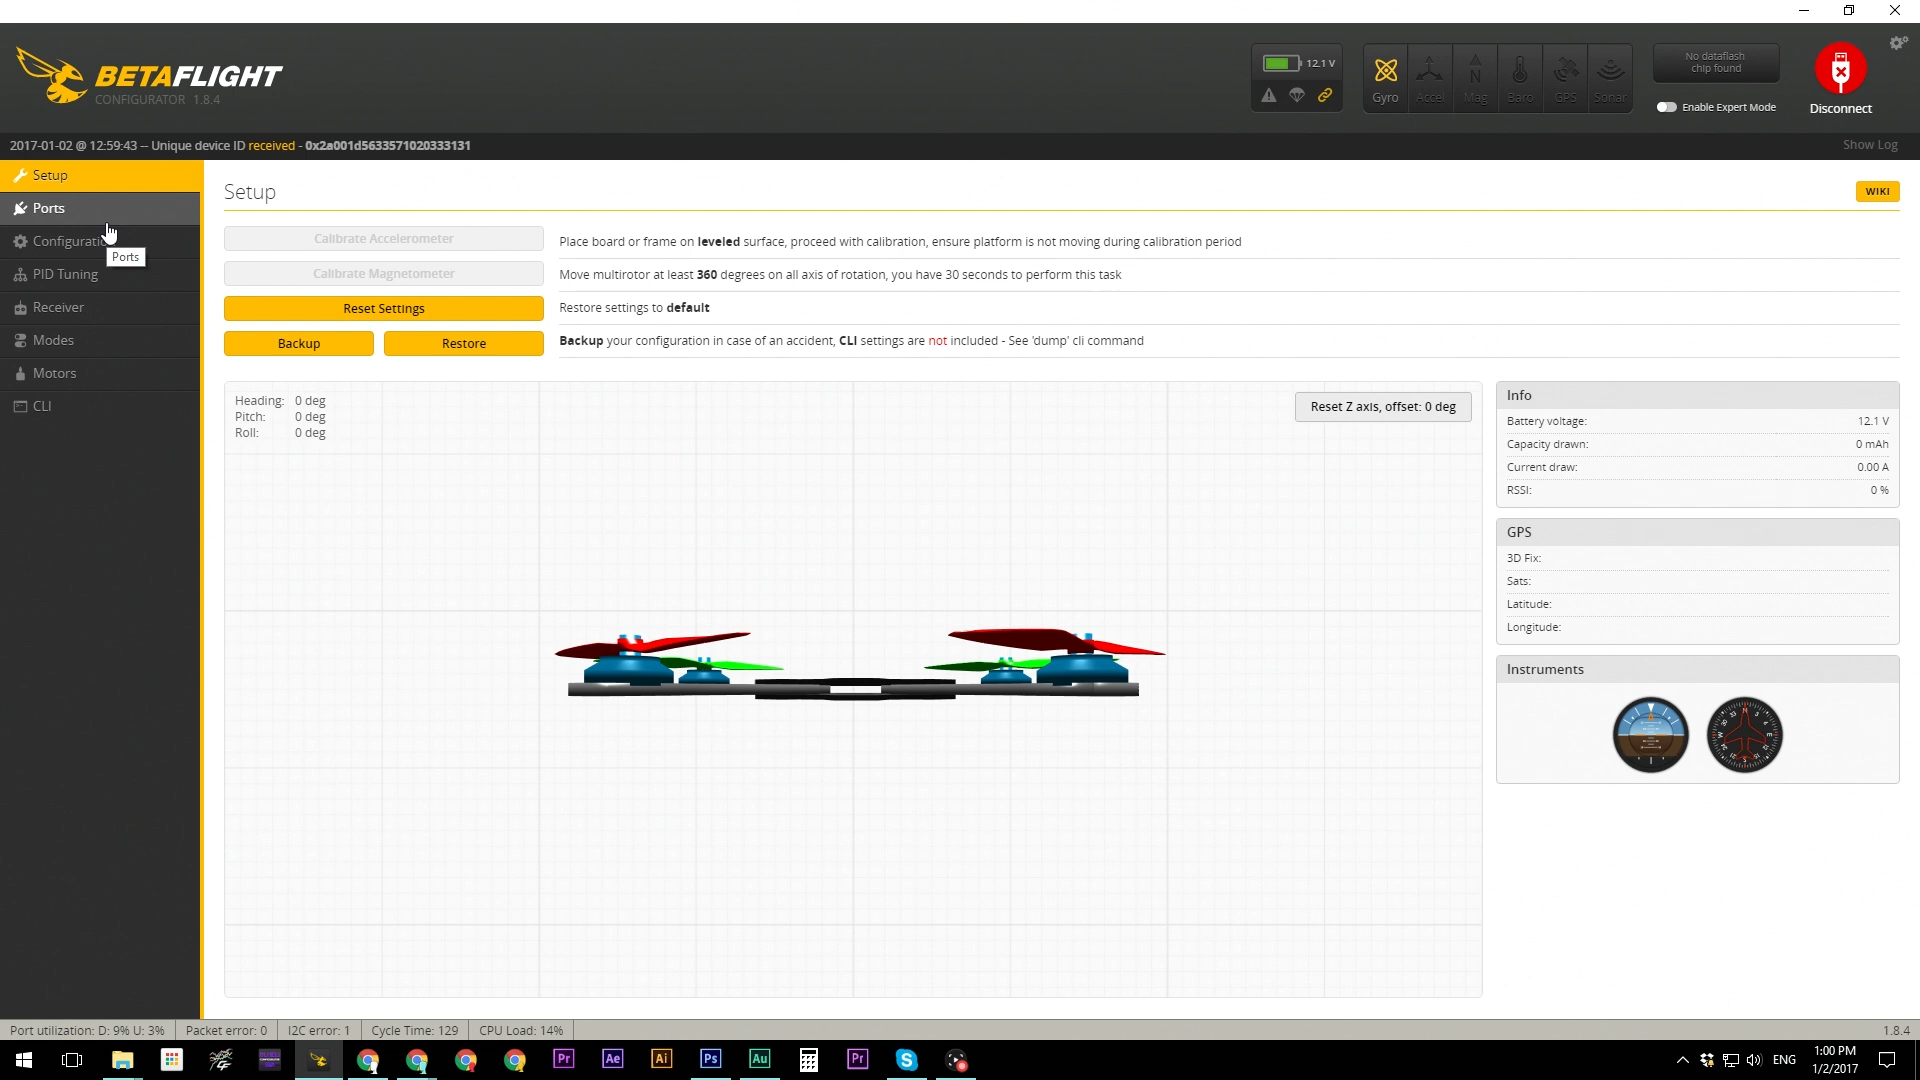 BETAFLIGHT
CONFIGURATOR 1.8.4
12.1 V
Gyro
Accel
Mag
Baro
GPS
Sonar
No dataflash
chip found
Enable Expert Mode
Disconnect
2017-01-02 @ 12:59:43 -- Unique device ID received - 0x2a001d5633571020333131
Show Log
Setup
Ports
Configuratio
Ports
PID Tuning
Receiver
Modes
Motors
CLI
Setup
WIKI
Calibrate Accelerometer
Place board or frame on leveled surface, proceed with calibration, ensure platform is not moving during calibration period
Calibrate Magnetometer
Move multirotor at least 360 degrees on all axis of rotation, you have 30 seconds to perform this task
Reset Settings
Restore settings to default
Backup
Restore
Backup your configuration in case of an accident, CLI settings are not included - See 'dump' cli command
Heading: 0 deg
Pitch: 0 deg
Roll: 0 deg
Reset Z axis, offset: 0 deg
Info
Battery voltage: 12.1 V
Capacity drawn: 0 mAh
Current draw: 0.00 A
RSSI: 0 %
GPS
3D Fix:
Sats:
Latitude:
Longitude:
Instruments
Port utilization: D: 9% U: 3%
Packet error: 0
I2C error: 1
Cycle Time: 129
CPU Load: 14%
1.8.4
Pr
Ae
Ai
Ps
Au
Pr
S
ENG
1:00 PM
1/2/2017